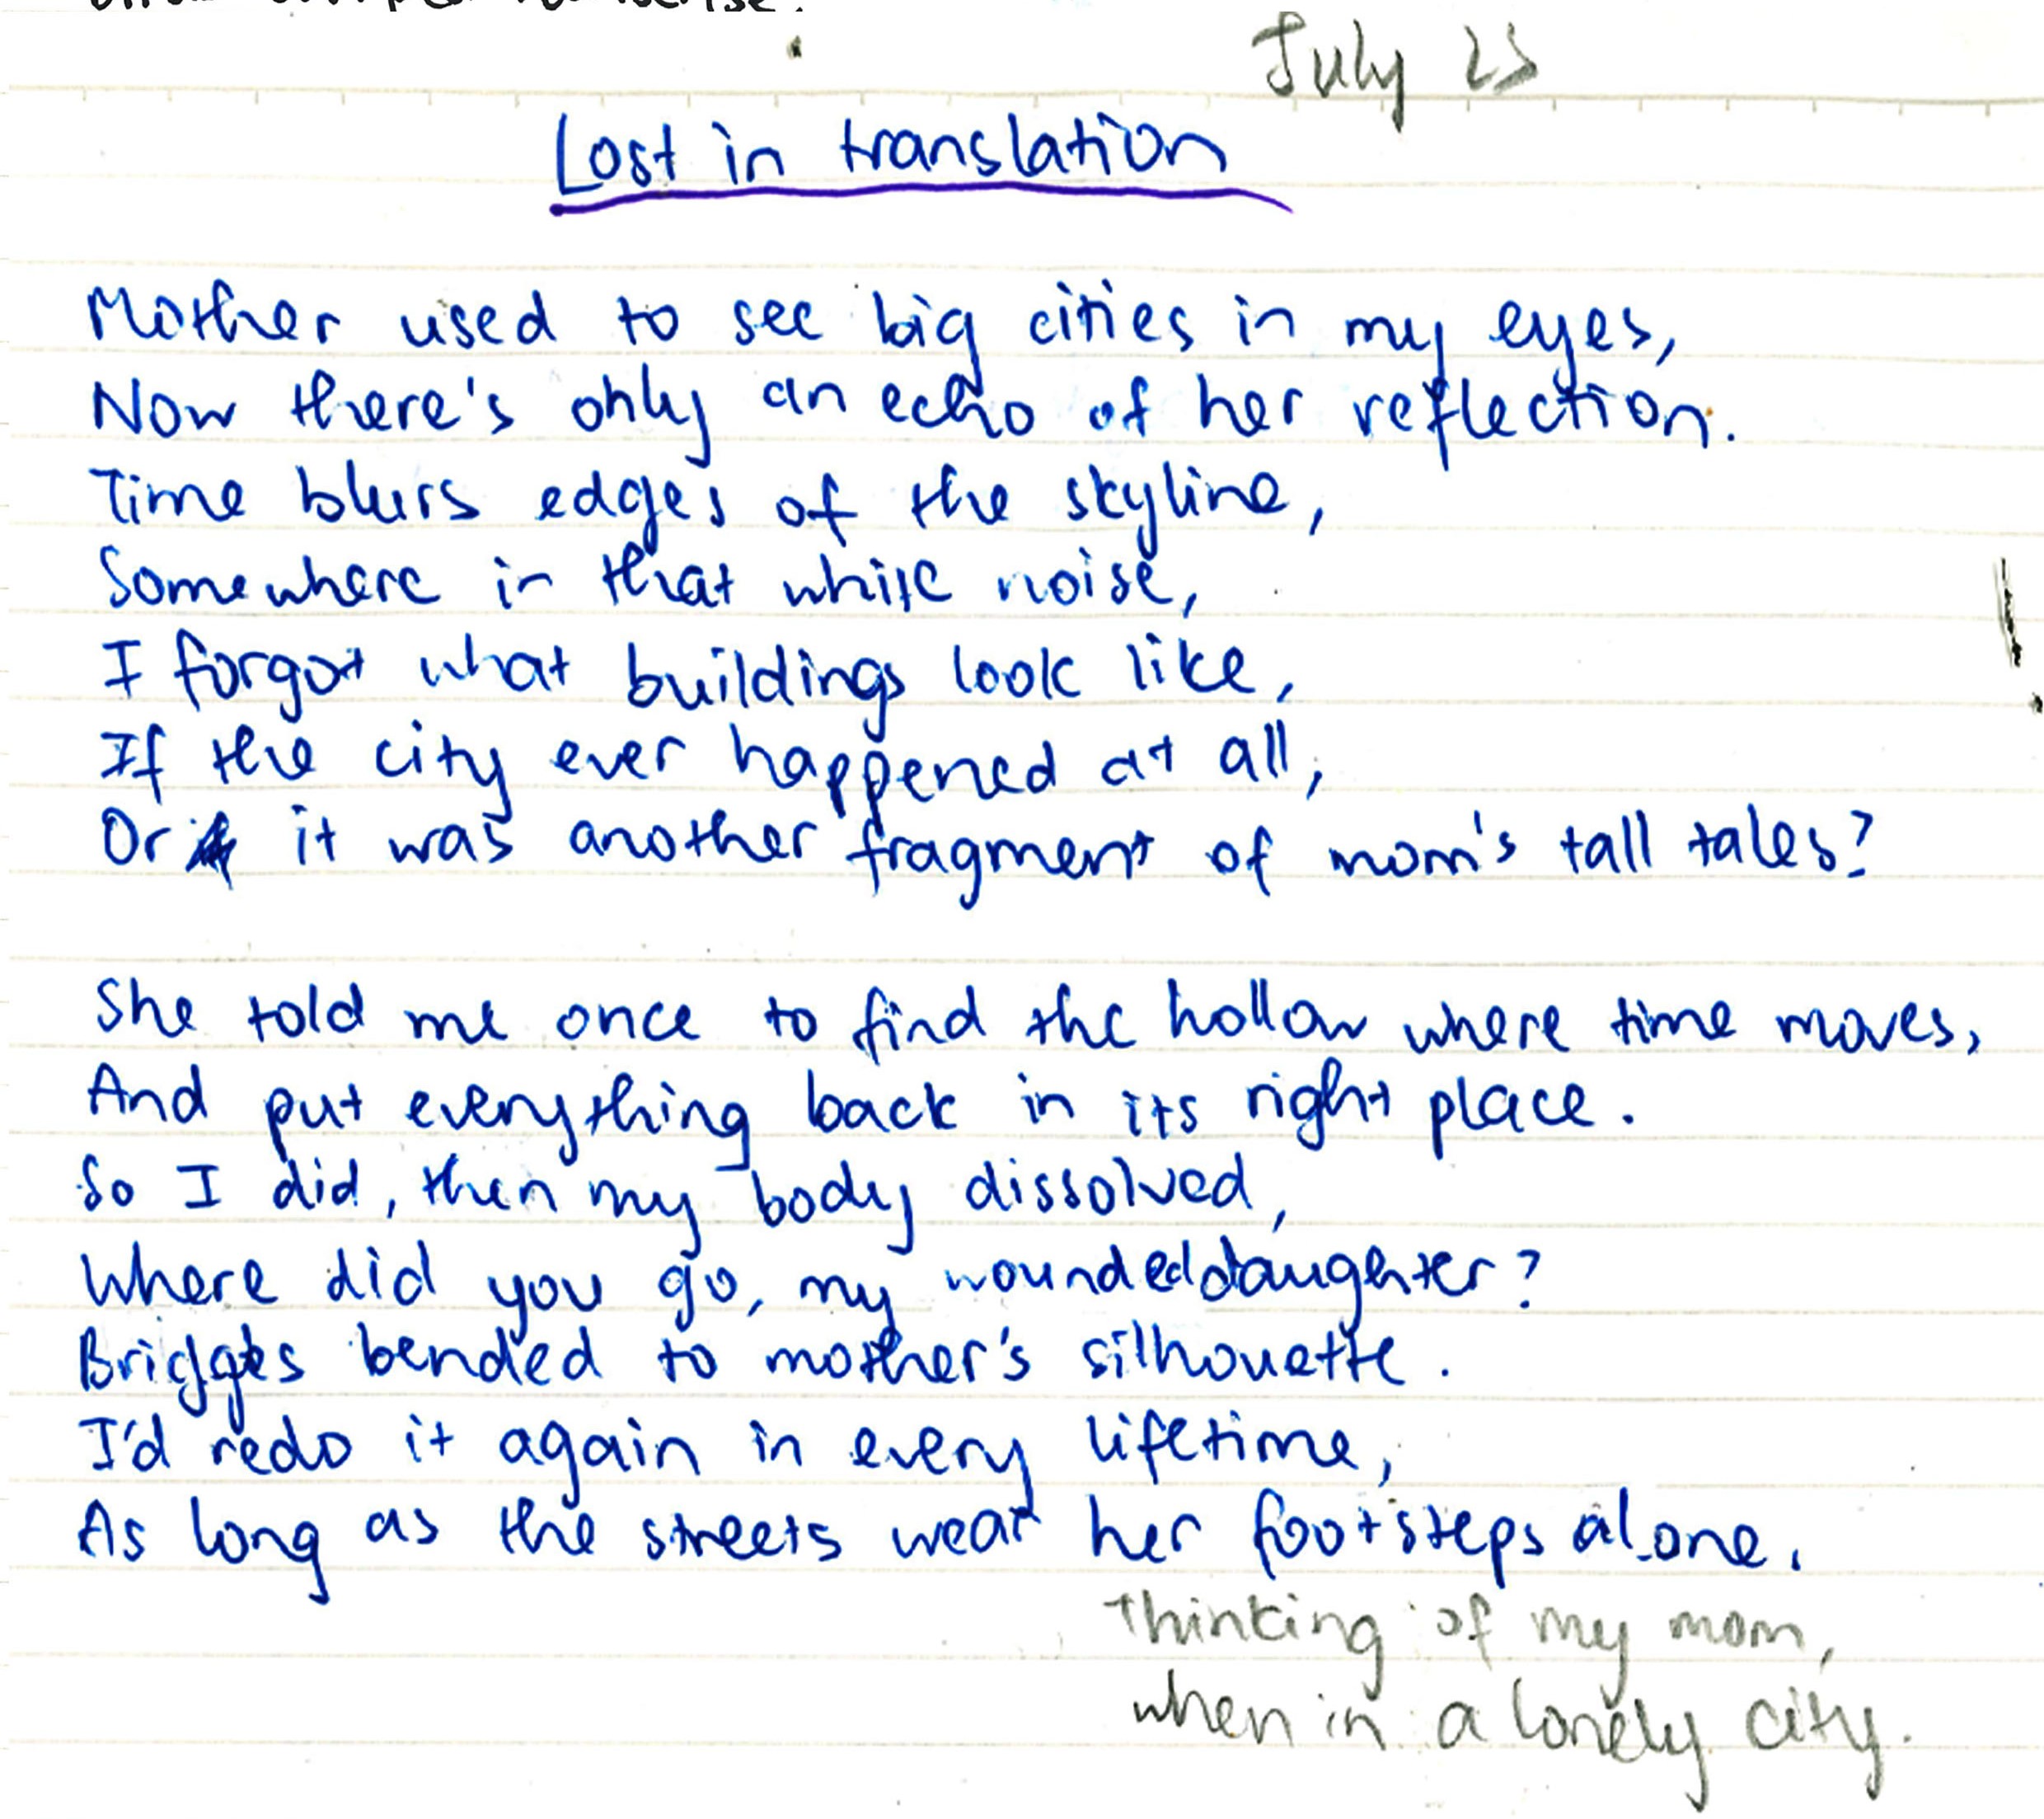 July 23
Lost in translation
Mother used to see big cities in my eyes,
Now there's only an echo of her reflection.
Time blurs edges of the skyline,
Somewhere in that white noise,
I forgot what buildings look like,
If the city ever happened at all,
Or it was another fragment of mom's tall tales?
She told me once to find the hollow where time moves,
And put everything back in its right place.
So I did, then my body dissolved,
Where did you go, my wounded daughter?
Bridges bended to mother's silhouette.
I'd redo it again in every lifetime,
As long as the streets wear her footsteps alone.
Thinking of my mom,
when in a lonely city.